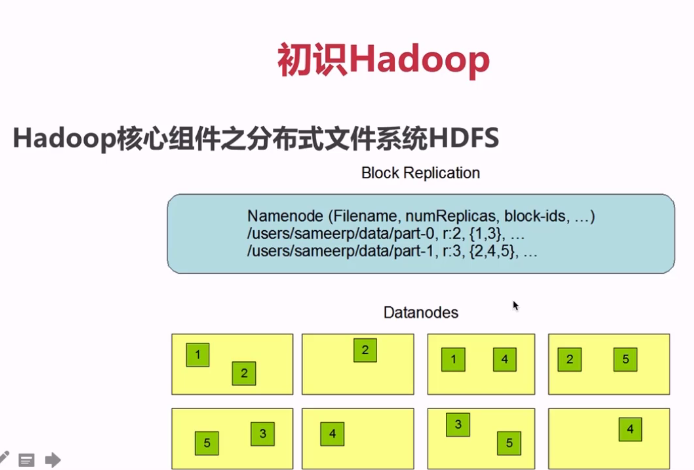 初识Hadoop
Hadoop核心组件之分布式文件系统HDFS
Block Replication
Namenode (Filename, numReplicas, block-ids, …)
/users/sameerp/data/part-0, r:2, {1,3}, …
/users/sameerp/data/part-1, r:3, {2,4,5}, …
Datanodes
1 2
2
1 4
2 5
5 3
4
3 5
4